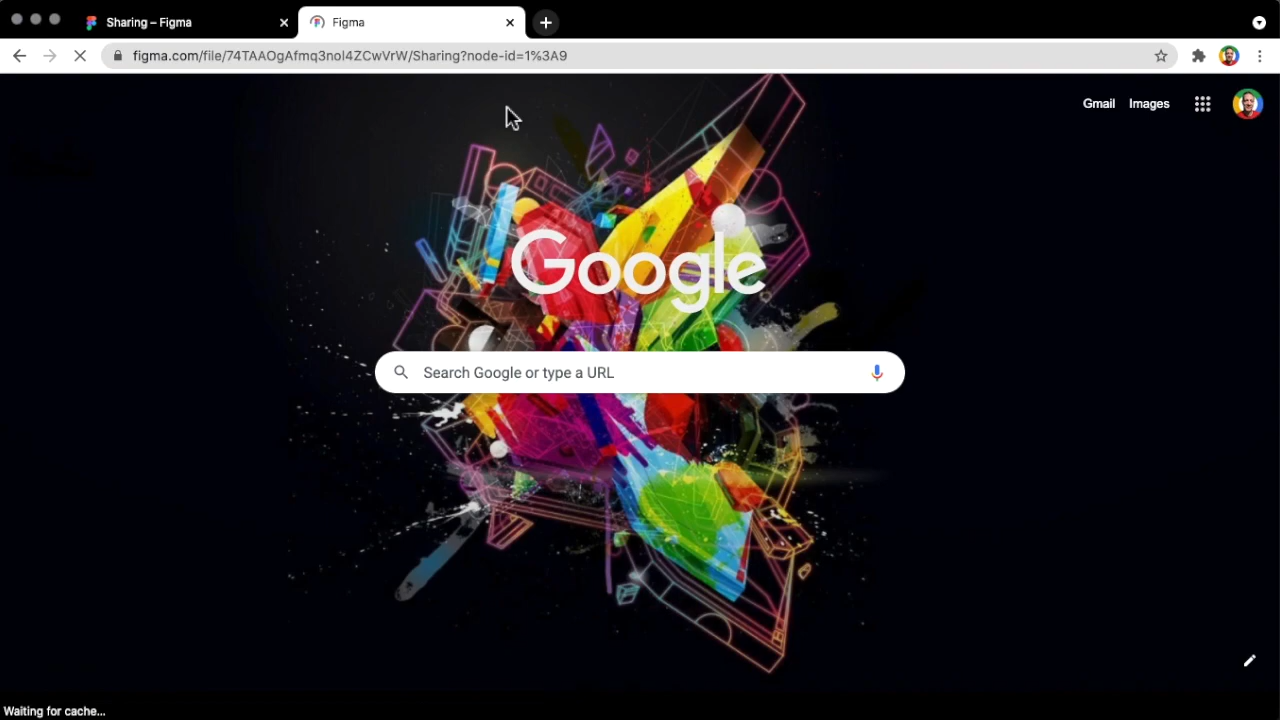 Sharing – Figma
Figma
figma.com/file/74TAAOgAfmq3nol4ZCwVrW/Sharing?node-id=1%3A9
Gmail Images
Google
Search Google or type a URL
Waiting for cache...